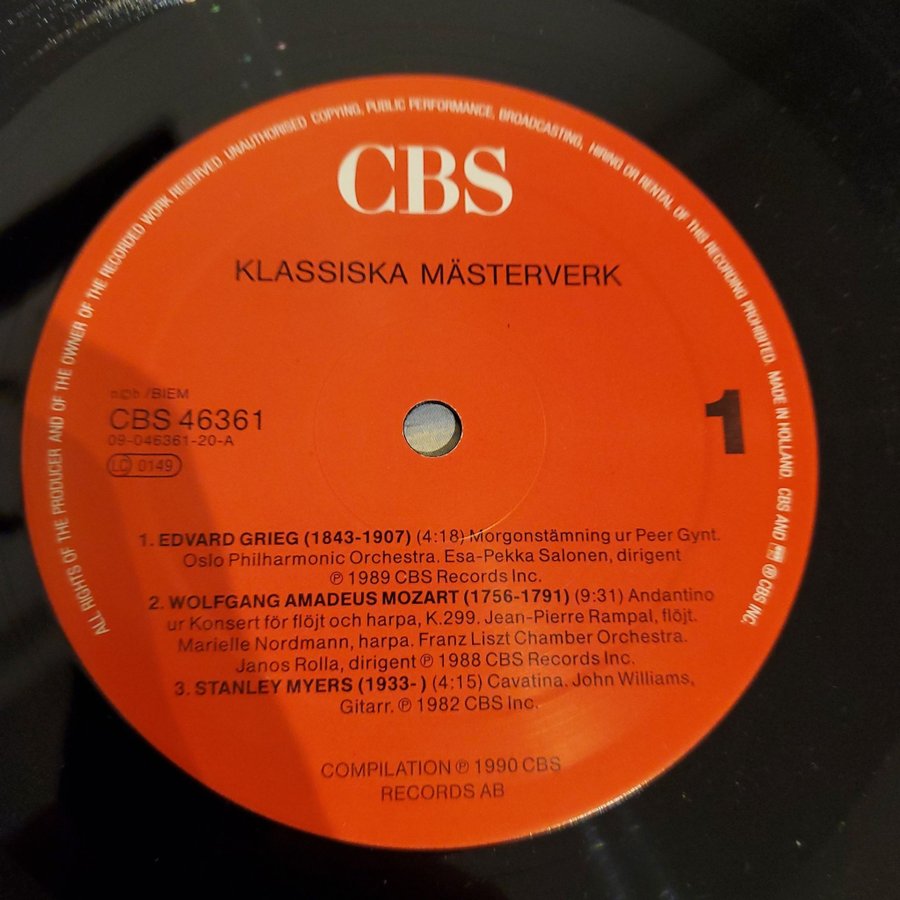 ALL RIGHTS OF THE PRODUCER AND OF THE OWNER OF THE RECORDED WORK RESERVED. UNAUTHORISED COPYING, PUBLIC PERFORMANCE, BROADCASTING, HIRING OR RENTAL OF THIS RECORDING PROHIBITED. MADE IN HOLLAND. CBS AND ℗ CBS INC.
CBS
KLASSISKA MÄSTERVERK
n©b /BIEM
CBS 46361
09-046361-20-A
LC 0149
1
1. EDVARD GRIEG (1843-1907) (4:18) Morgonstämning ur Peer Gynt.
Oslo Philharmonic Orchestra. Esa-Pekka Salonen, dirigent
℗ 1989 CBS Records Inc.
2. WOLFGANG AMADEUS MOZART (1756-1791) (9:31) Andantino
ur Konsert för flöjt och harpa, K.299. Jean-Pierre Rampal, flöjt.
Marielle Nordmann, harpa. Franz Liszt Chamber Orchestra.
Janos Rolla, dirigent ℗ 1988 CBS Records Inc.
3. STANLEY MYERS (1933- ) (4:15) Cavatina. John Williams,
Gitarr. ℗ 1982 CBS Inc.
COMPILATION ℗ 1990 CBS
RECORDS AB